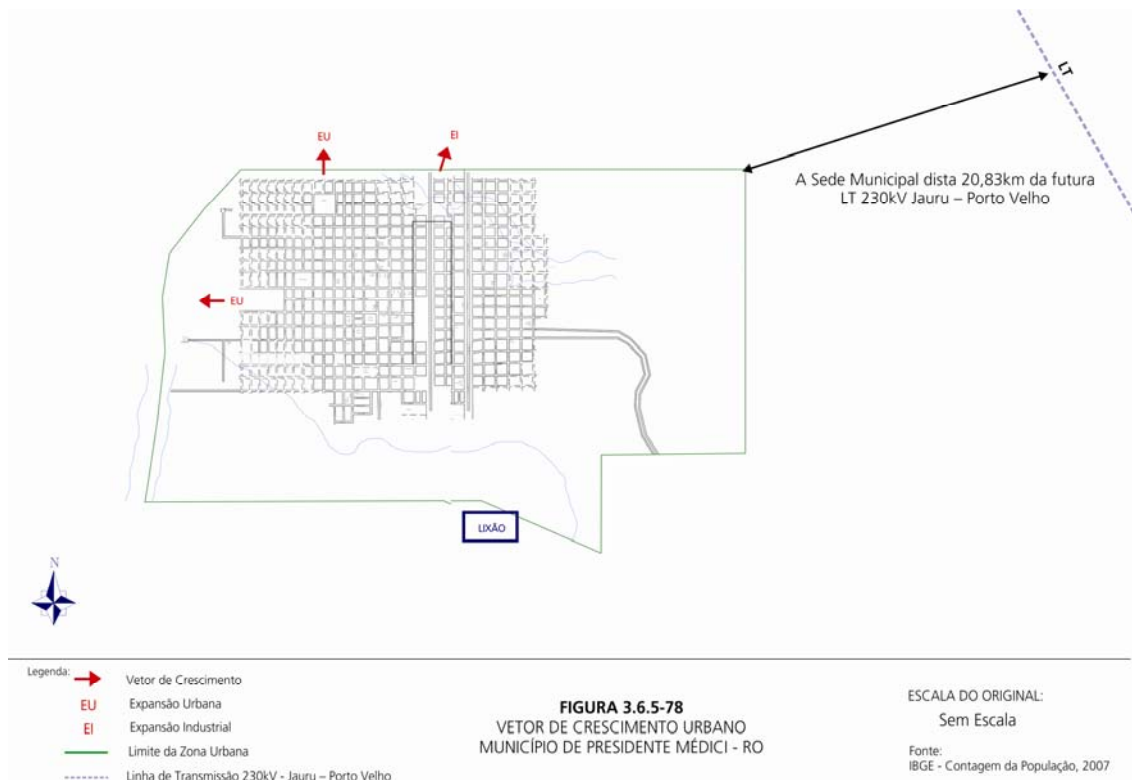 LT
EU
EI
A Sede Municipal dista 20,83km da futura
LT 230kV Jauru – Porto Velho
EU
LIXÃO
N
Legenda:
Vetor de Crescimento
EU Expansão Urbana
EI Expansão Industrial
Limite da Zona Urbana
Linha de Transmissão 230kV - Jauru – Porto Velho
FIGURA 3.6.5-78
VETOR DE CRESCIMENTO URBANO
MUNICÍPIO DE PRESIDENTE MÉDICI - RO
ESCALA DO ORIGINAL:
Sem Escala
Fonte:
IBGE - Contagem da População, 2007